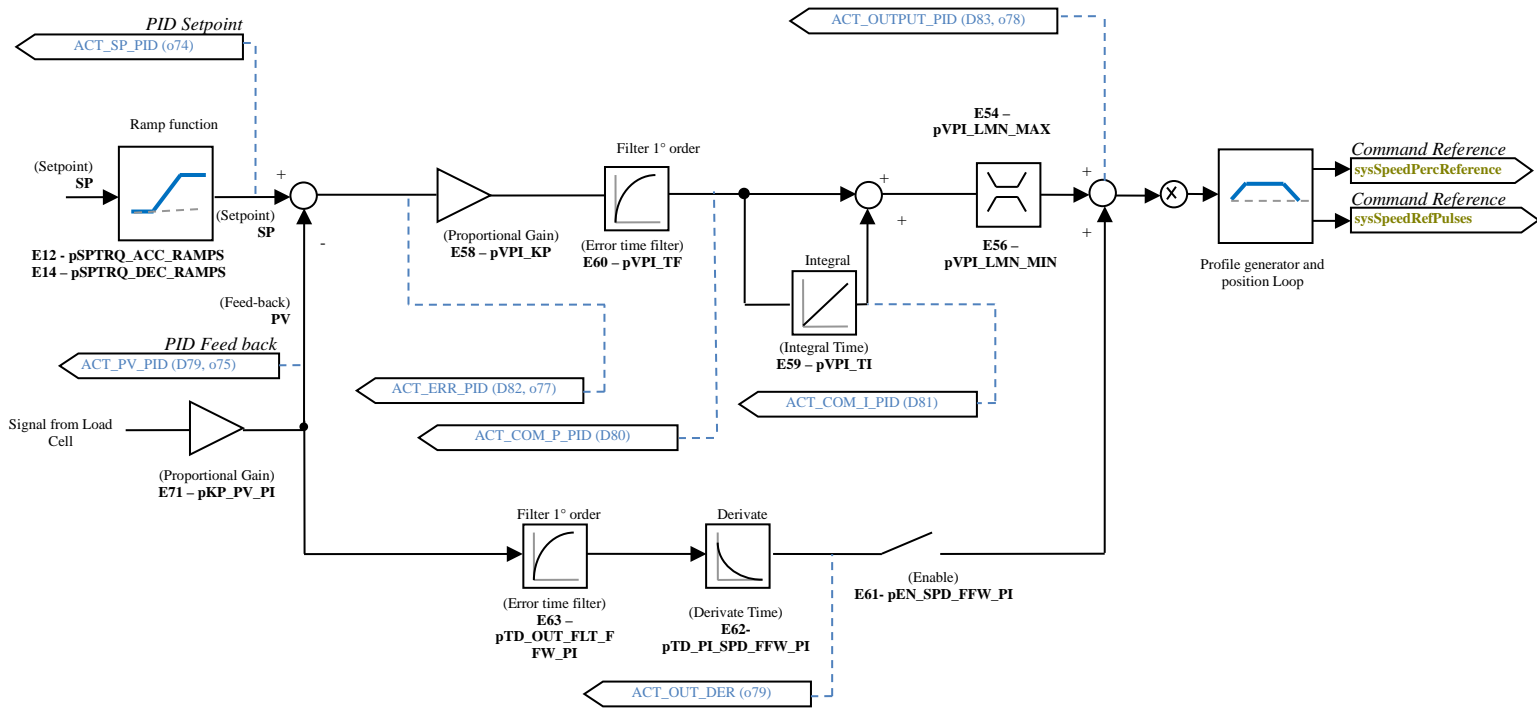 PID Setpoint
ACT_SP_PID (o74)
ACT_OUTPUT_PID (D83, o78)
Ramp function
(Setpoint)
SP
E12 - pSPTRQ_ACC_RAMPS
E14 – pSPTRQ_DEC_RAMPS
(Setpoint)
SP
+
-
(Proportional Gain)
E58 – pVPI_KP
Filter 1° order
(Error time filter)
E60 – pVPI_TF
+
+
Integral
(Integral Time)
E59 – pVPI_TI
E54 –
pVPI_LMN_MAX
E56 –
pVPI_LMN_MIN
+
+
X
Profile generator and
position Loop
Command Reference
sysSpeedPercReference
Command Reference
sysSpeedRefPulses
(Feed-back)
PV
PID Feed back
ACT_PV_PID (D79, o75)
ACT_ERR_PID (D82, o77)
ACT_COM_P_PID (D80)
ACT_COM_I_PID (D81)
Signal from Load
Cell
(Proportional Gain)
E71 – pKP_PV_PI
Filter 1° order
(Error time filter)
E63 –
pTD_OUT_FLT_F
FW_PI
Derivate
(Derivate Time)
E62-
pTD_PI_SPD_FFW_PI
(Enable)
E61- pEN_SPD_FFW_PI
ACT_OUT_DER (o79)